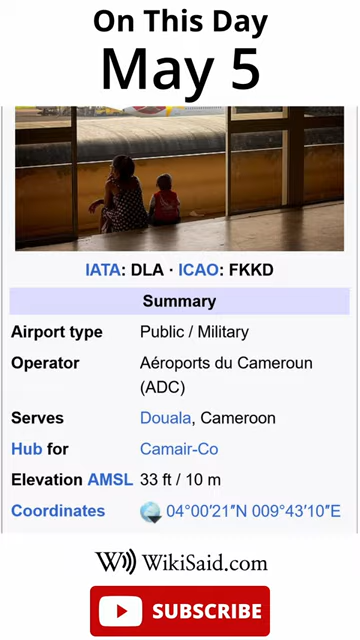 On This Day
May 5
IATA: DLA · ICAO: FKKD
Summary
Airport type Public / Military
Operator Aéroports du Cameroun
(ADC)
Serves Douala, Cameroon
Hub for Camair-Co
Elevation AMSL 33 ft / 10 m
Coordinates 04°00′21″N 009°43′10″E
W)) WikiSaid.com
SUBSCRIBE